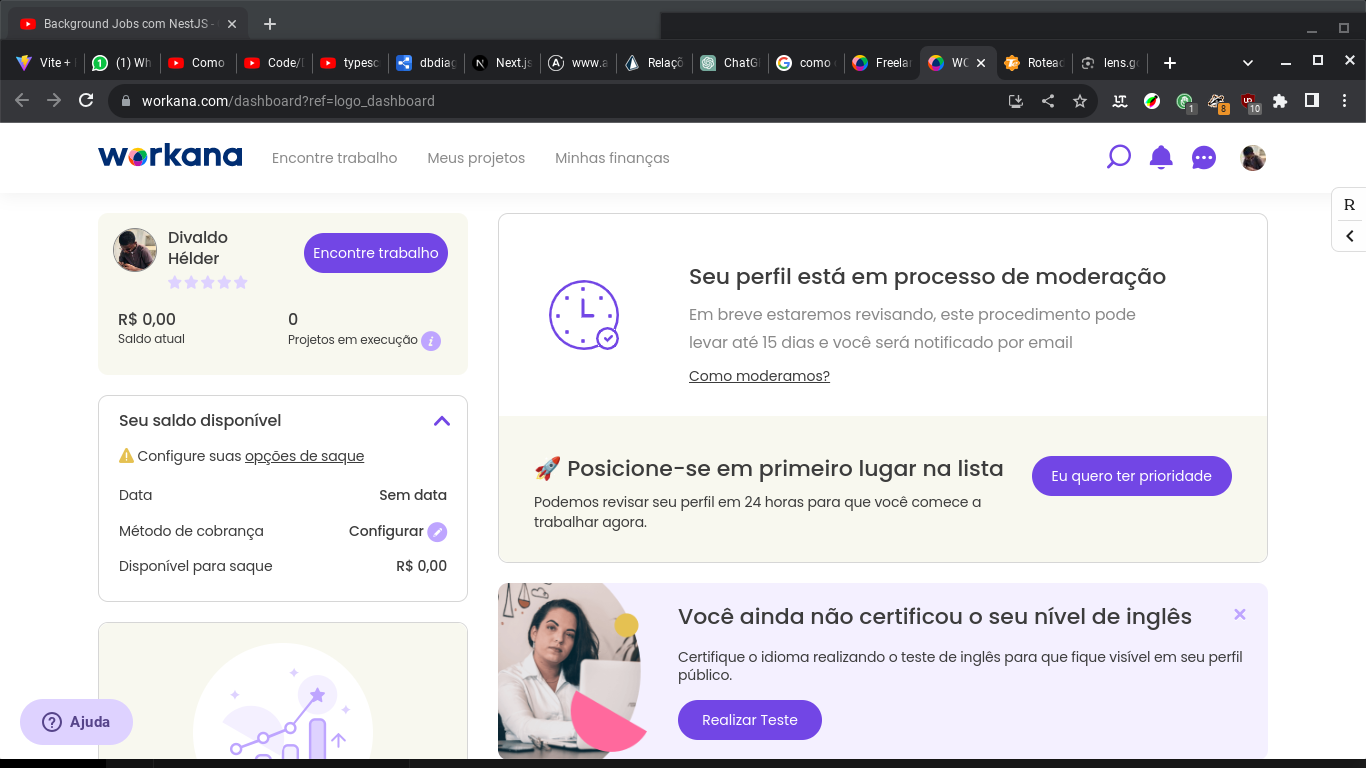 Background Jobs com NestJS -
Vite +
(1) Wh
Como
Code/
typesc
dbdiag
Next.js
www.a
Relaçõ
ChatG
como
Freelan
WO
Rotead
lens.go
workana.com/dashboard?ref=logo_dashboard
1
8
10
workana
Encontre trabalho
Meus projetos
Minhas finanças
R
Divaldo
Hélder
Encontre trabalho
R$ 0,00
0
Saldo atual
Projetos em execução
Seu saldo disponível
Configure suas opções de saque
Data
Sem data
Método de cobrança
Configurar
Disponível para saque
R$ 0,00
Ajuda
Seu perfil está em processo de moderação
Em breve estaremos revisando, este procedimento pode
levar até 15 dias e você será notificado por email
Como moderamos?
🚀 Posicione-se em primeiro lugar na lista
Eu quero ter prioridade
Podemos revisar seu perfil em 24 horas para que você comece a
trabalhar agora.
Você ainda não certificou o seu nível de inglês
Certifique o idioma realizando o teste de inglês para que fique visível em seu perfil
público.
Realizar Teste